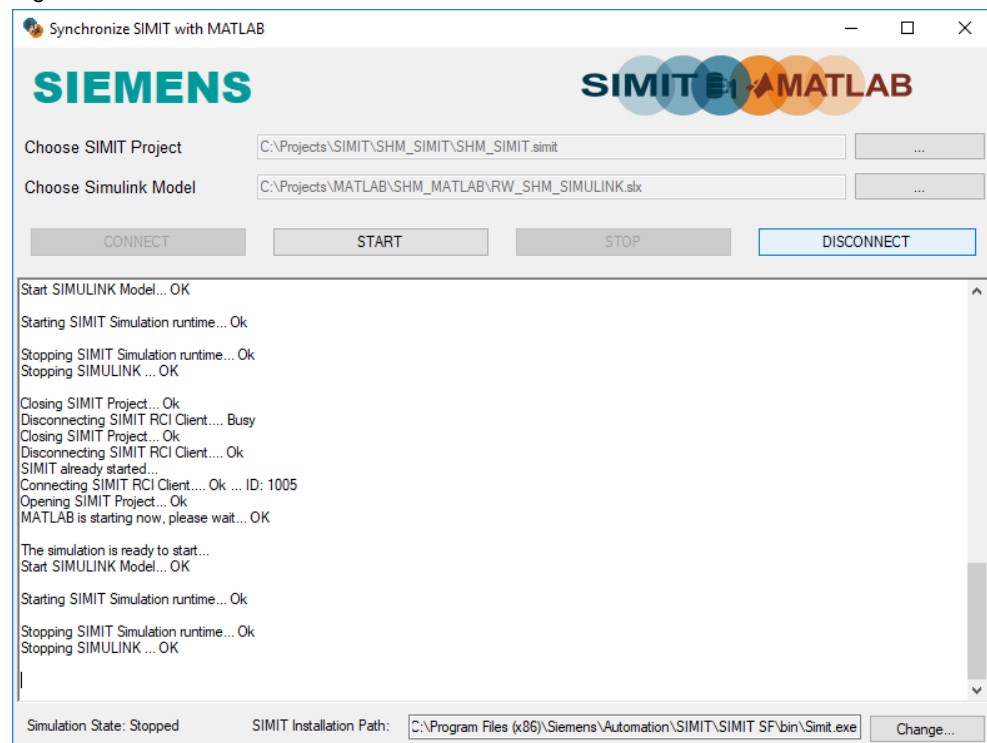 Synchronize SIMIT with MATLAB
SIEMENS
SIMIT MATLAB
Choose SIMIT Project
C:\Projects\SIMIT\SHM_SIMIT\SHM_SIMIT.simit
...
Choose Simulink Model
C:\Projects\MATLAB\SHM_MATLAB\RW_SHM_SIMULINK.slx
...
CONNECT START STOP DISCONNECT
Start SIMULINK Model... OK
Starting SIMIT Simulation runtime... Ok
Stopping SIMIT Simulation runtime... Ok
Stopping SIMULINK ... OK
Closing SIMIT Project... Ok
Disconnecting SIMIT RCI Client.... Busy
Closing SIMIT Project... Ok
Disconnecting SIMIT RCI Client.... Ok
SIMIT already started...
Connecting SIMIT RCI Client.... Ok ... ID: 1005
Opening SIMIT Project... Ok
MATLAB is starting now, please wait... OK
The simulation is ready to start...
Start SIMULINK Model... OK
Starting SIMIT Simulation runtime... Ok
Stopping SIMIT Simulation runtime... Ok
Stopping SIMULINK ... OK
Simulation State: Stopped SIMIT Installation Path: C:\Program Files (x86)\Siemens\Automation\SIMIT\SIMIT SF\bin\Simit.exe Change...